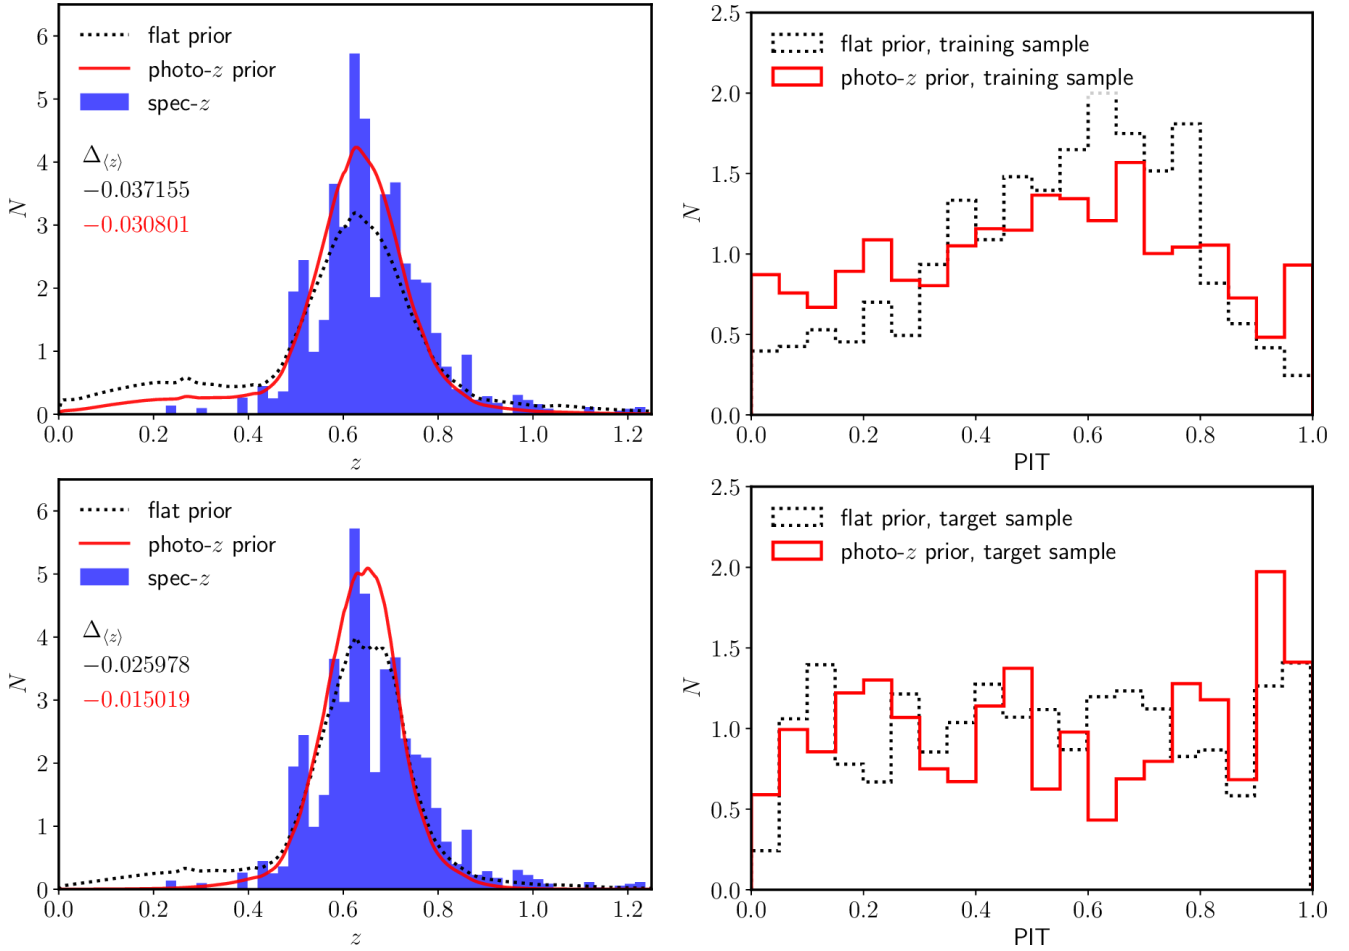 flat prior
photo-z prior
spec-z
Δ⟨z⟩
−0.037155
−0.030801
N
6
5
4
3
2
1
0
0.0 0.2 0.4 0.6 0.8 1.0 1.2
z
flat prior, training sample
photo-z prior, training sample
N
2.5
2.0
1.5
1.0
0.5
0.0
0.0 0.2 0.4 0.6 0.8 1.0
PIT
flat prior
photo-z prior
spec-z
Δ⟨z⟩
−0.025978
−0.015019
N
6
5
4
3
2
1
0
0.0 0.2 0.4 0.6 0.8 1.0 1.2
z
flat prior, target sample
photo-z prior, target sample
N
2.5
2.0
1.5
1.0
0.5
0.0
0.0 0.2 0.4 0.6 0.8 1.0
PIT